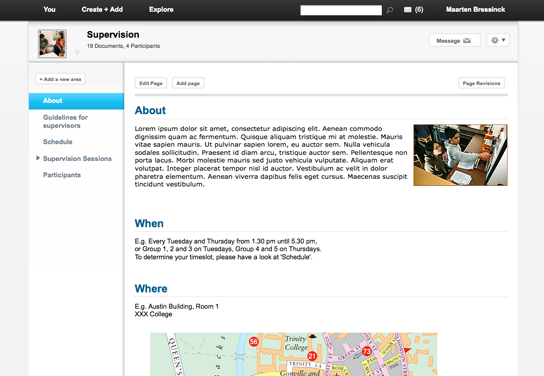 You Create + Add Explore (6) Maarten Bressinck
Supervision
19 Documents, 4 Participants
Message
+ Add a new area
Edit Page Add page Page Revisions
About
Guidelines for
supervisors
Schedule
Supervision Sessions
Participants
About
Lorem ipsum dolor sit amet, consectetur adipiscing elit. Aenean commodo
dignissim quam ac fermentum. Quisque aliquam tristique mi at molestie. Mauris
vitae sapien mauris. Ut pulvinar sapien lorem, eu auctor sem. Nulla vehicula
sodales sollicitudin. Praesent id diam arcu, tristique auctor sem. Pellentesque non
porta lacus. Morbi molestie mauris sed justo vehicula vulputate. Aliquam erat
volutpat. Integer placerat tempor nisl id auctor. Vestibulum ac velit in dolor
pharetra elementum. Aenean viverra dapibus felis eget cursus. Maecenas suscipit
tincidunt vestibulum.
When
E.g. Every Tuesday and Thursday from 1.30 pm until 5.30 pm,
or Group 1, 2 and 3 on Tuesdays, Group 4 and 5 on Thursdays.
To determine your timeslot, please have a look at 'Schedule'.
Where
E.g. Austin Building, Room 1
XXX College
56
Trinity
College
21
73
TRINITY LA
QUEEN'S
Gonville and